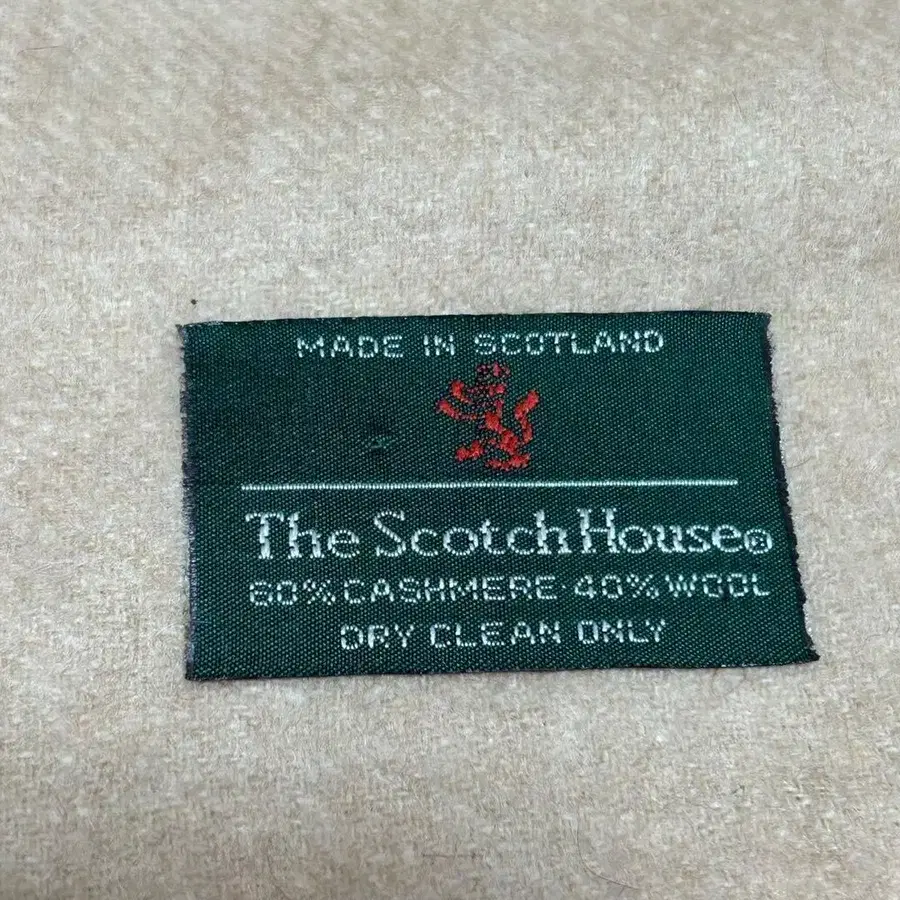 MADE IN SCOTLAND
The Scotch House®
60% CASHMERE 40% WOOL
DRY CLEAN ONLY